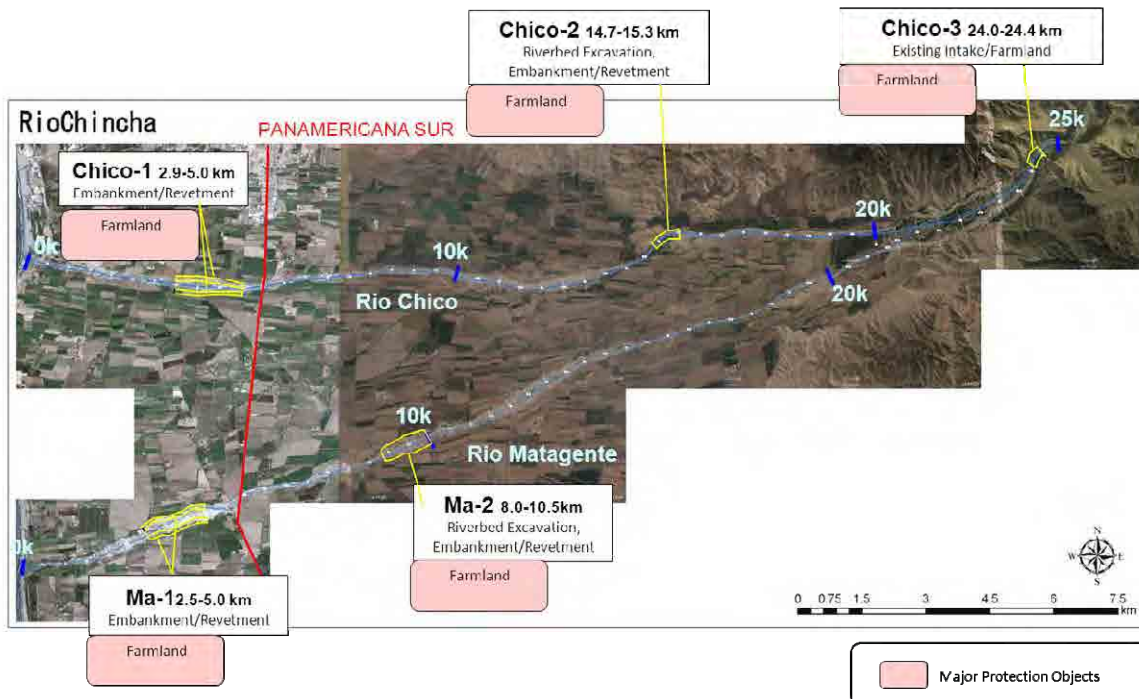 Chico-2 14.7-15.3 km
Riverbed Excavation,
Embankment/Revetment
Farmland
Chico-3 24.0-24.4 km
Existing Intake/Farmland
Farmland
RioChincha
PANAMERICANA SUR
25k
Chico-1 2.9-5.0 km
Embankment/Revetment
Farmland
0k
10k
20k
Rio Chico
20k
10k
Rio Matagente
Ma-2 8.0-10.5km
Riverbed Excavation,
Embankment/Revetment
Farmland
0k
Ma-1 2.5-5.0 km
Embankment/Revetment
Farmland
N
W E
S
0 0.75 1.5 3 4.5 6 7.5
km
Major Protection Objects